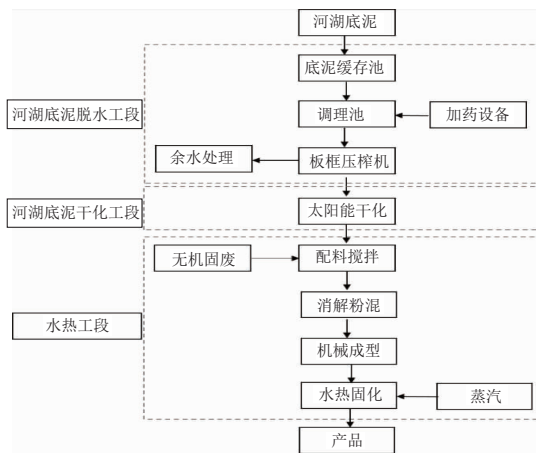 河湖底泥
底泥缓存池
河湖底泥脱水工段
调理池
加药设备
余水处理
板框压榨机
河湖底泥干化工段
太阳能干化
无机固废
配料搅拌
消解粉混
水热工段
机械成型
水热固化
蒸汽
产品